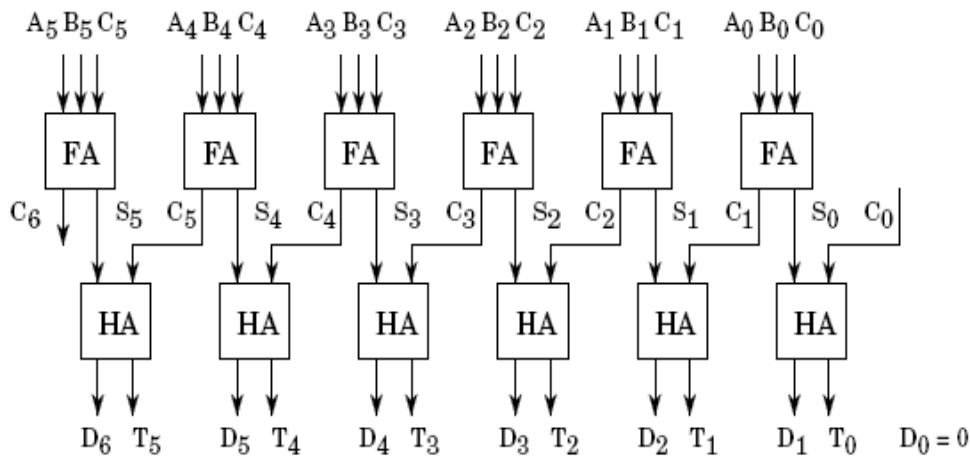 A₅ B₅ C₅ A₄ B₄ C₄ A₃ B₃ C₃ A₂ B₂ C₂ A₁ B₁ C₁ A₀ B₀ C₀
FA FA FA FA FA FA
C₆ S₅ C₅ S₄ C₄ S₃ C₃ S₂ C₂ S₁ C₁ S₀ C₀
HA HA HA HA HA HA
D₆ T₅ D₅ T₄ D₄ T₃ D₃ T₂ D₂ T₁ D₁ T₀ D₀ = 0